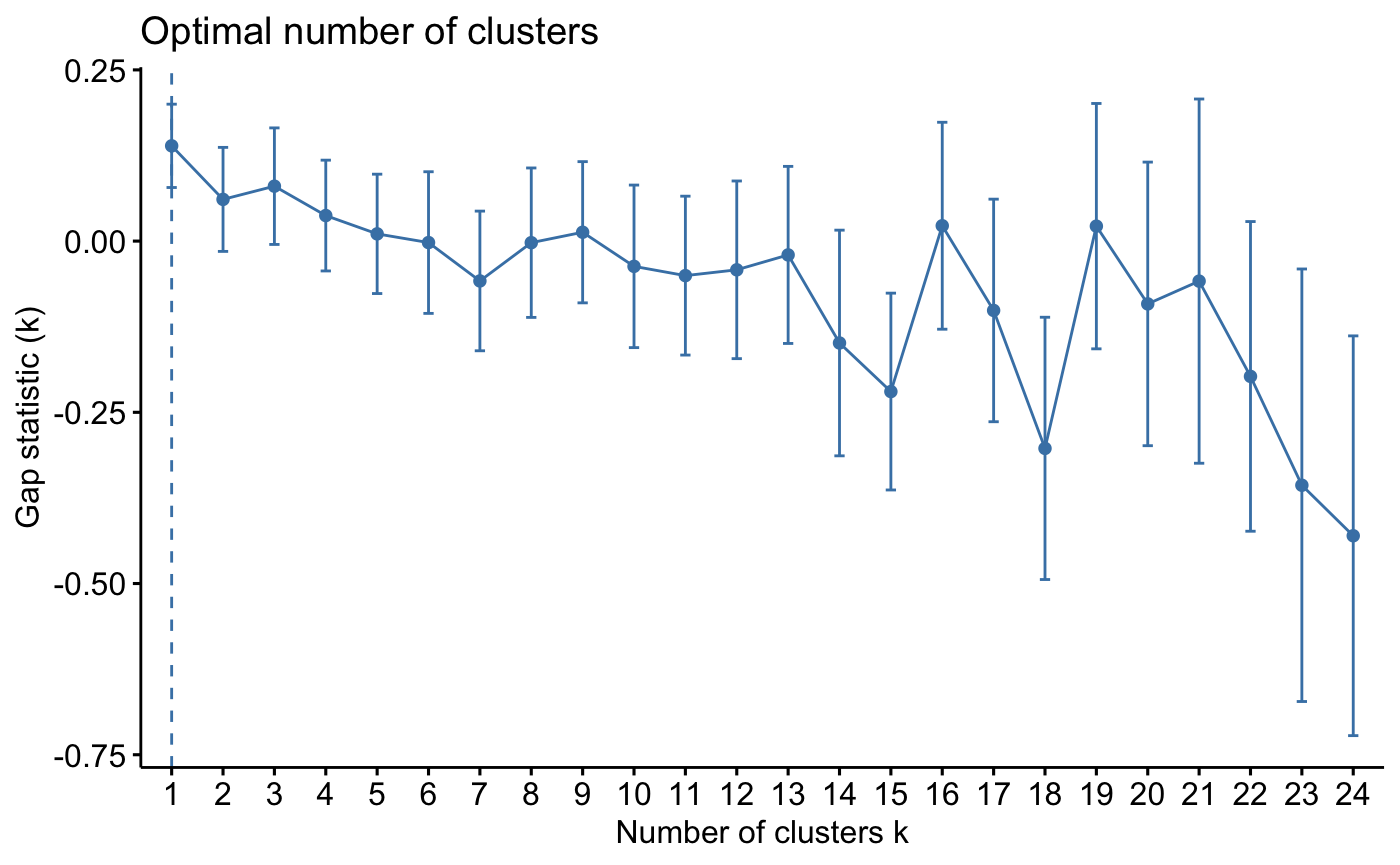 Optimal number of clusters
Gap statistic (k)
0.25
0.00
-0.25
-0.50
-0.75
1 2 3 4 5 6 7 8 9 10 11 12 13 14 15 16 17 18 19 20 21 22 23 24
Number of clusters k